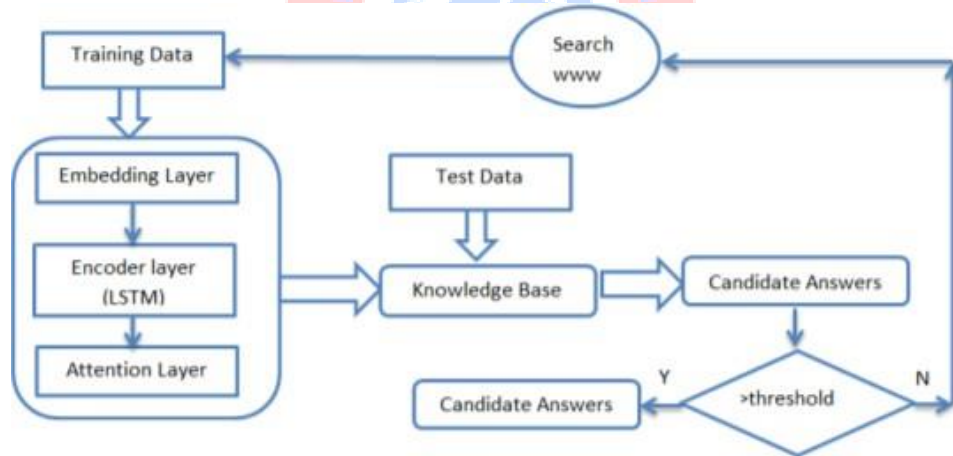 Search
www
Training Data
Embedding Layer
Test Data
Encoder layer
(LSTM)
Knowledge Base
Candidate Answers
Attention Layer
Y
N
>threshold
Candidate Answers